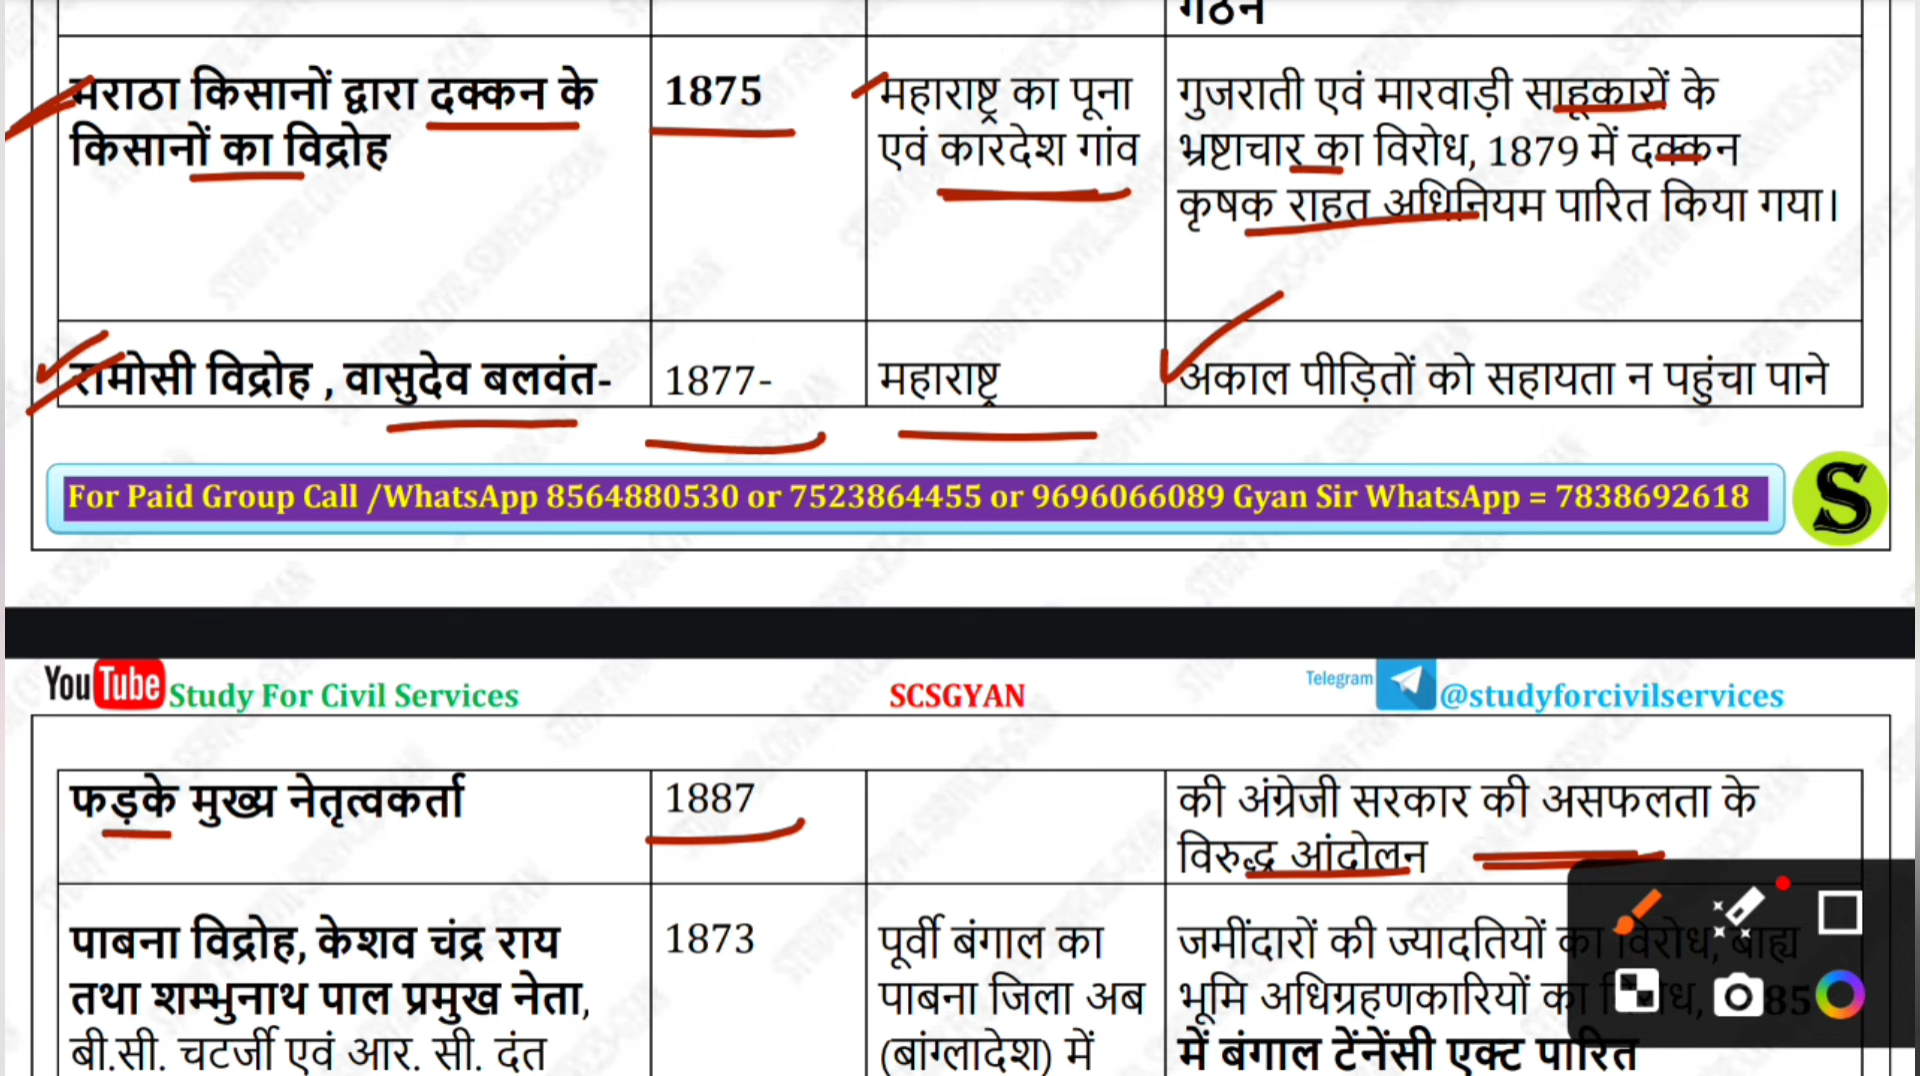 गठन
मराठा किसानों द्वारा दक्कन के
किसानों का विद्रोह
1875
महाराष्ट्र का पूना
एवं कारदेश गांव
गुजराती एवं मारवाड़ी साहूकारों के
भ्रष्टाचार का विरोध, 1879 में दक्कन
कृषक राहत अधिनियम पारित किया गया।
रामोसी विद्रोह , वासुदेव बलवंत-
1877-
महाराष्ट्र
अकाल पीड़ितों को सहायता न पहुंचा पाने
For Paid Group Call /WhatsApp 8564880530 or 7523864455 or 9696066089 Gyan Sir WhatsApp = 7838692618
S
YouTube Study For Civil Services
SCSGYAN
Telegram @studyforcivilservices
फड़के मुख्य नेतृत्वकर्ता
1887
की अंग्रेजी सरकार की असफलता के
विरुद्ध आंदोलन
पाबना विद्रोह, केशव चंद्र राय
तथा शम्भुनाथ पाल प्रमुख नेता,
बी.सी. चटर्जी एवं आर. सी. दंत
1873
पूर्वी बंगाल का
पाबना जिला अब
(बांग्लादेश) में
जमींदारों की ज्यादतियों का विरोध, बाह्य
भूमि अधिग्रहणकारियों का
में बंगाल टेंनेंसी एक्ट पारित